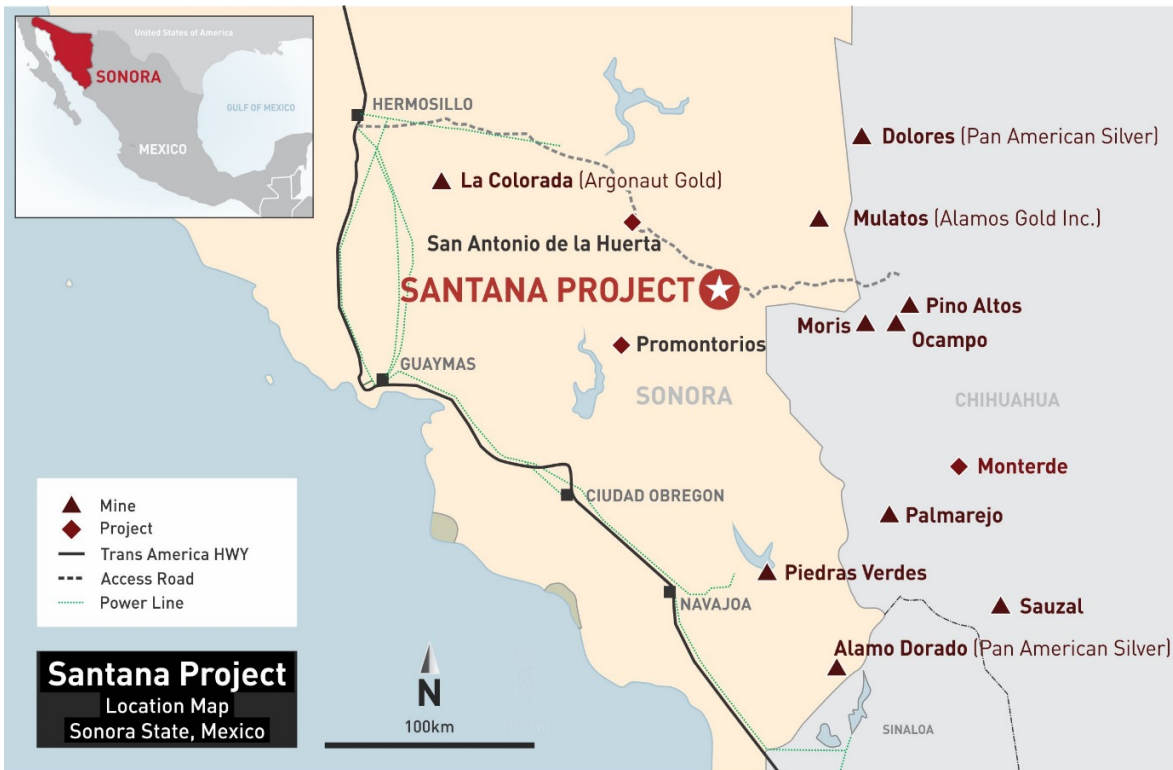 United States of America
SONORA
GULF OF MEXICO
MEXICO
HERMOSILLO
Dolores (Pan American Silver)
La Colorada (Argonaut Gold)
Mulatos (Alamos Gold Inc.)
San Antonio de la Huerta
SANTANA PROJECT
Pino Altos
Moris
Ocampo
Promontorios
GUAYMAS
SONORA
CHIHUAHUA
Monterde
CIUDAD OBREGON
Palmarejo
Mine
Project
Trans America HWY
Access Road
Power Line
Piedras Verdes
NAVAJOA
Sauzal
Alamo Dorado (Pan American Silver)
Santana Project
Location Map
Sonora State, Mexico
N
100km
SINALOA